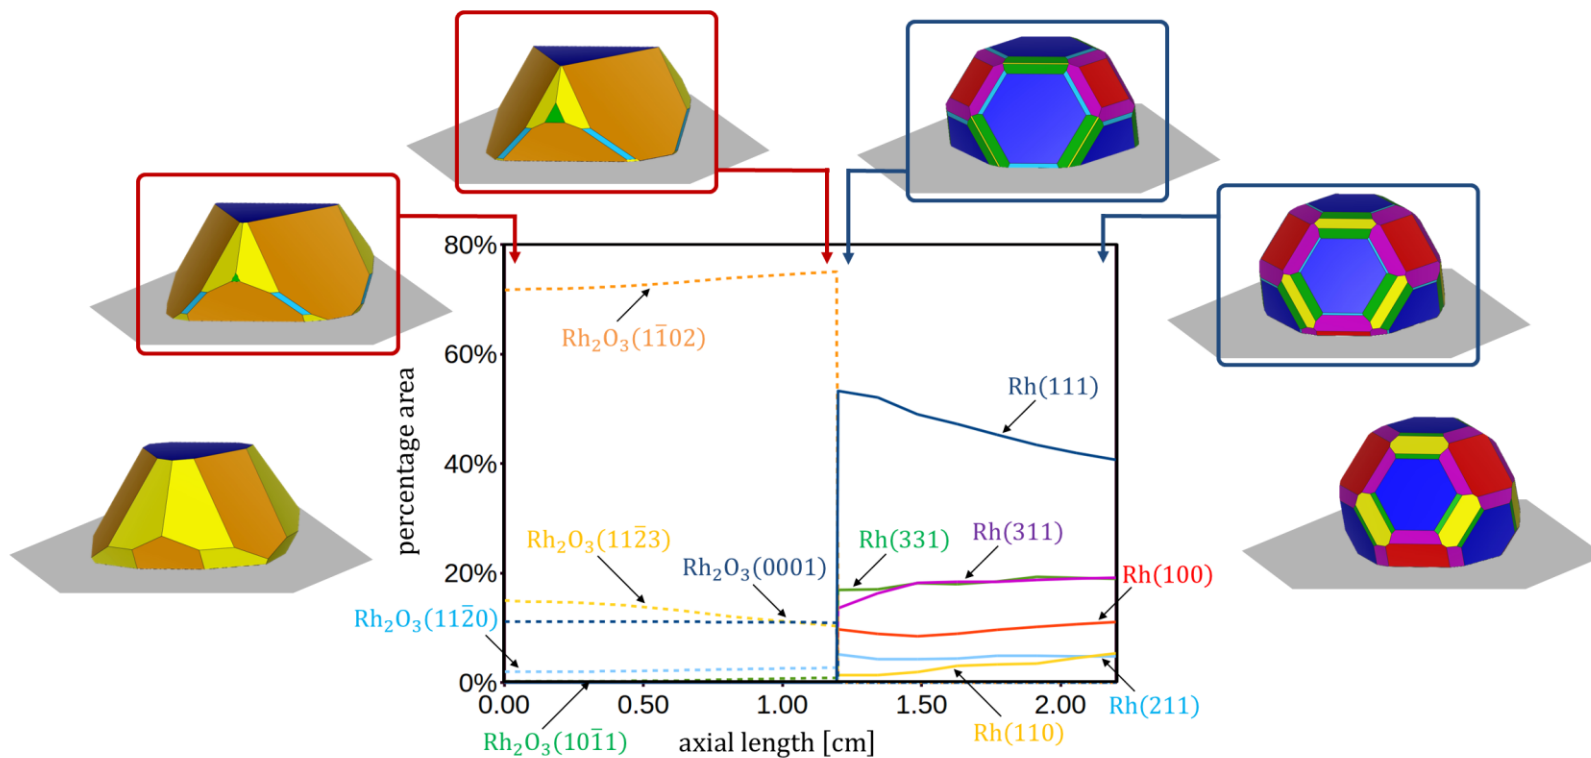 80%
Rh₂O₃(11̅02)
60%
Rh(111)
percentage area
40%
Rh₂O₃(112̅3)
Rh₂O₃(0001)
Rh(331)
Rh(311)
20%
Rh(100)
Rh₂O₃(112̅0)
0%
0.00
0.50
1.00
1.50
2.00
Rh(211)
Rh₂O₃(101̅1)
axial length [cm]
Rh(110)